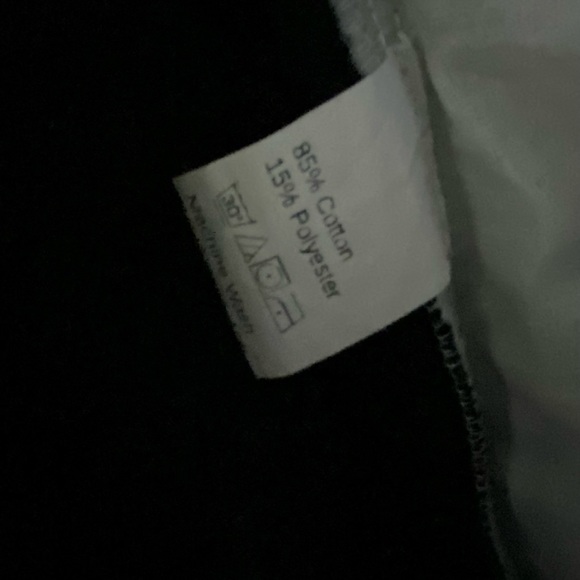 85% Cotton
15% Polyester
30°
Machine Wash